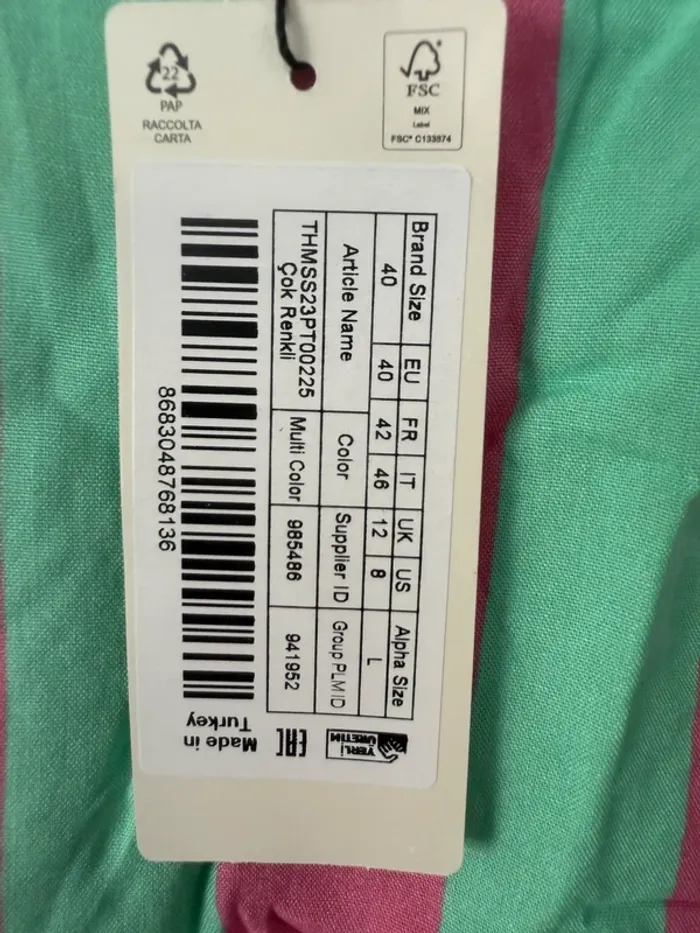 22
PAP
RACCOLTA
CARTA
FSC
MIX
Label
FSC® C133874
Brand Size EU FR IT UK US Alpha Size
40 40 42 46 12 8 L
Article Name Color Supplier ID Group PLM ID
THMSS23PT00225 Multi Color 985486 941952
Çok Renkli
8683048768136
Made in
Turkey
EAC
YERLİ
ÜRETİM